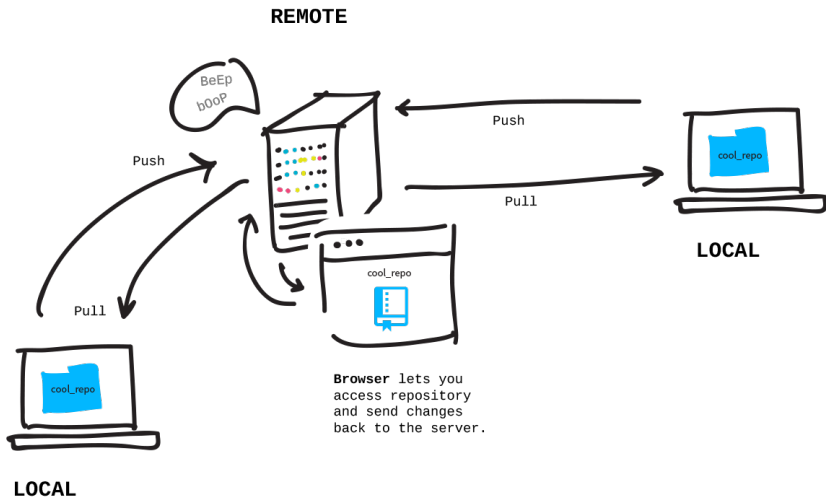 REMOTE
BeEp
bOoP
Push
Push
cool_repo
Pull
Pull
LOCAL
cool_repo
cool_repo
Browser lets you
access repository
and send changes
back to the server.
LOCAL